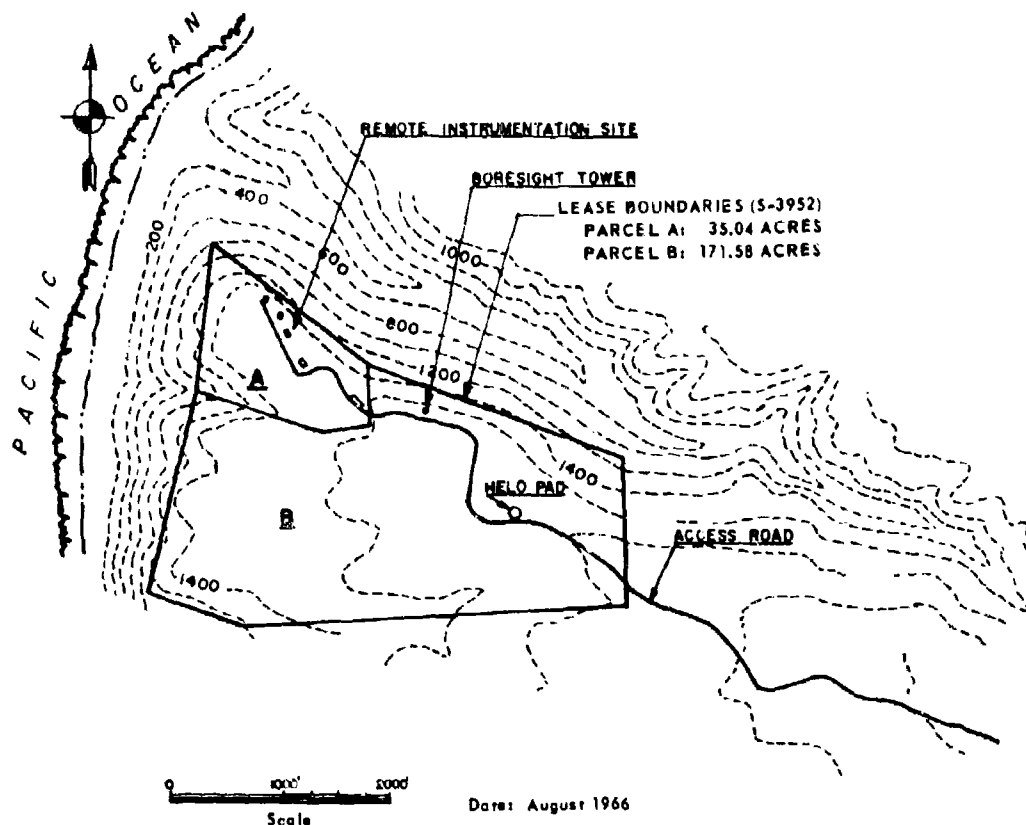 PACIFIC OCEAN
N
REMOTE INSTRUMENTATION SITE
BORESIGHT TOWER
LEASE BOUNDARIES (S-3952)
PARCEL A: 35.04 ACRES
PARCEL B: 171.58 ACRES
200
400
600
800
1000
1200
1400
A
HELO PAD
B
ACCESS ROAD
1400
0 1000' 2000'
Scale
Date: August 1966